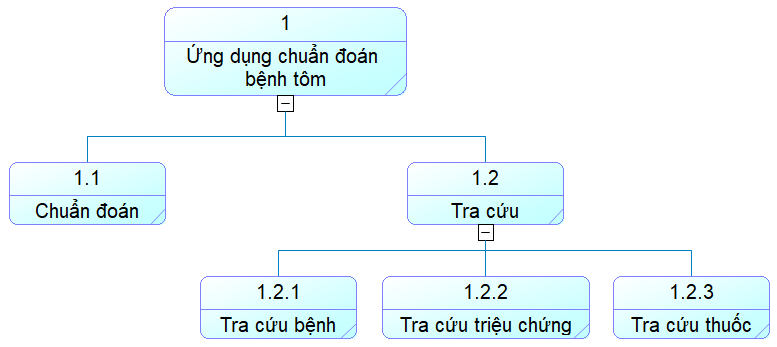 1
Ứng dụng chuẩn đoán
bệnh tôm
1.1
Chuẩn đoán
1.2
Tra cứu
1.2.1
Tra cứu bệnh
1.2.2
Tra cứu triệu chứng
1.2.3
Tra cứu thuốc